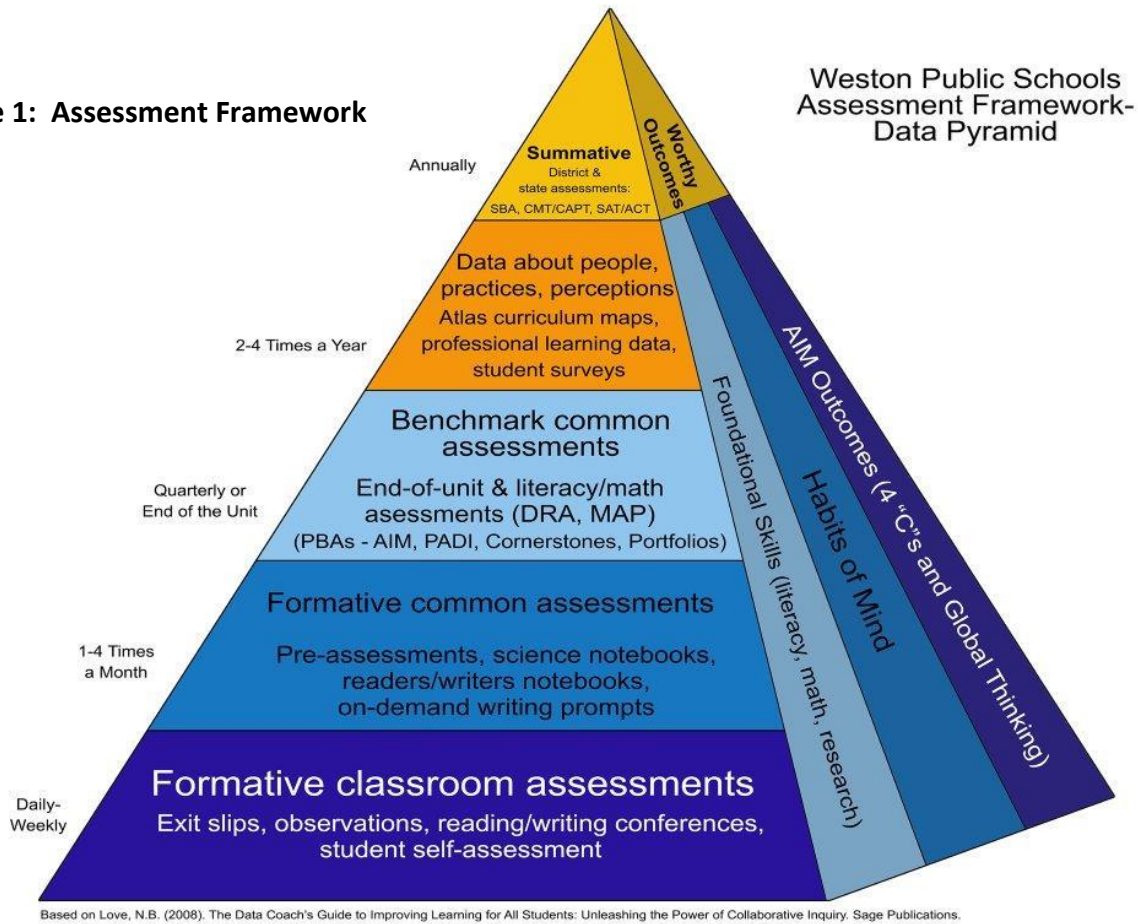 e 1: Assessment Framework
Weston Public Schools
Assessment Framework-
Data Pyramid
Annually
Summative
District &
state assessments:
SBA, CMT/CAPT, SAT/ACT
Worthy
Outcomes
2-4 Times a Year
Data about people,
practices, perceptions
Atlas curriculum maps,
professional learning data,
student surveys
Quarterly or
End of the Unit
Benchmark common
assessments
End-of-unit & literacy/math
asessments (DRA, MAP)
(PBAs - AIM, PADI, Cornerstones, Portfolios)
1-4 Times
a Month
Formative common assessments
Pre-assessments, science notebooks,
readers/writers notebooks,
on-demand writing prompts
Daily-
Weekly
Formative classroom assessments
Exit slips, observations, reading/writing conferences,
student self-assessment
Foundational Skills (literacy, math, research)
Habits of Mind
AIM Outcomes (4 "C"s and Global Thinking)
Based on Love, N.B. (2008). The Data Coach's Guide to Improving Learning for All Students: Unleashing the Power of Collaborative Inquiry. Sage Publications.